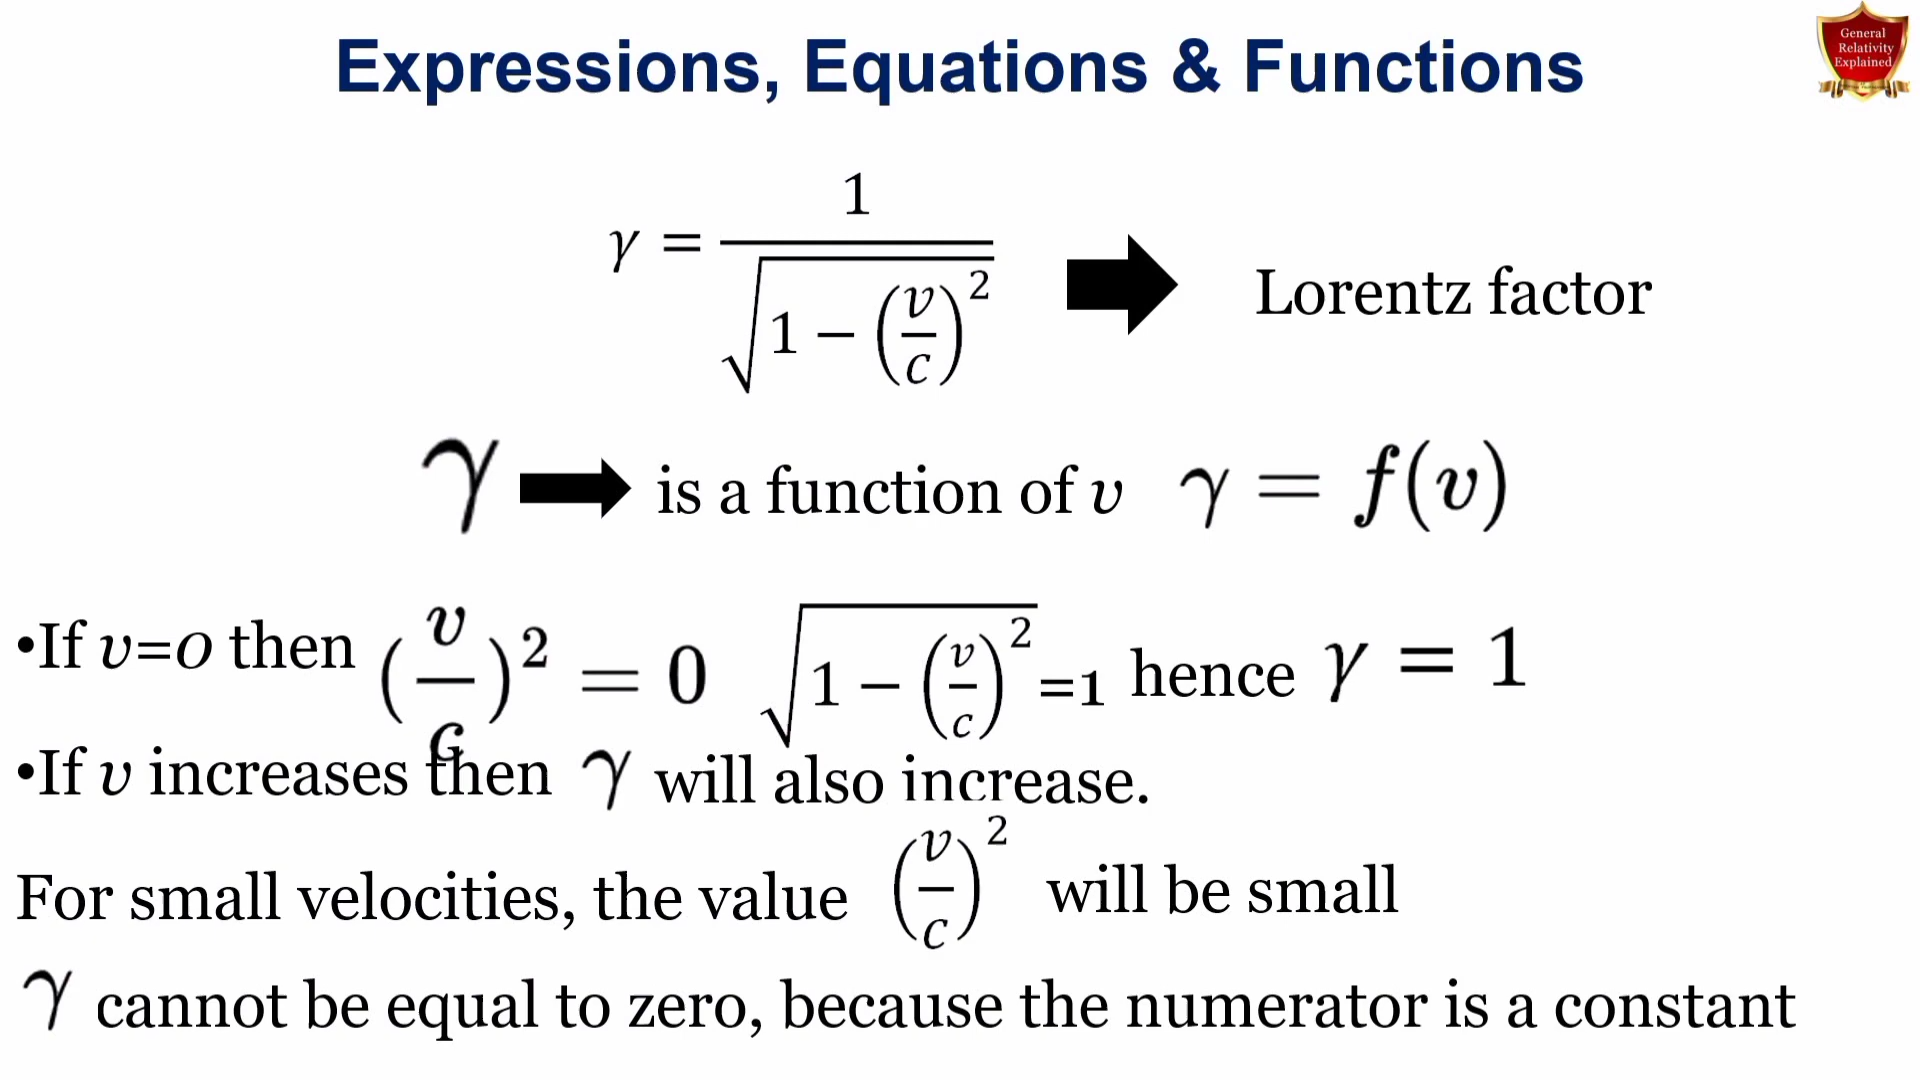 Expressions, Equations & Functions
General
Relativity
Explained
γ = 1 / √(1 − (v/c)²) Lorentz factor
γ is a function of v γ = f(v)
•If v=0 then (v/c)² = 0 √(1 − (v/c)²) =1 hence γ = 1
•If v increases then γ will also increase.
For small velocities, the value (v/c)² will be small
γ cannot be equal to zero, because the numerator is a constant